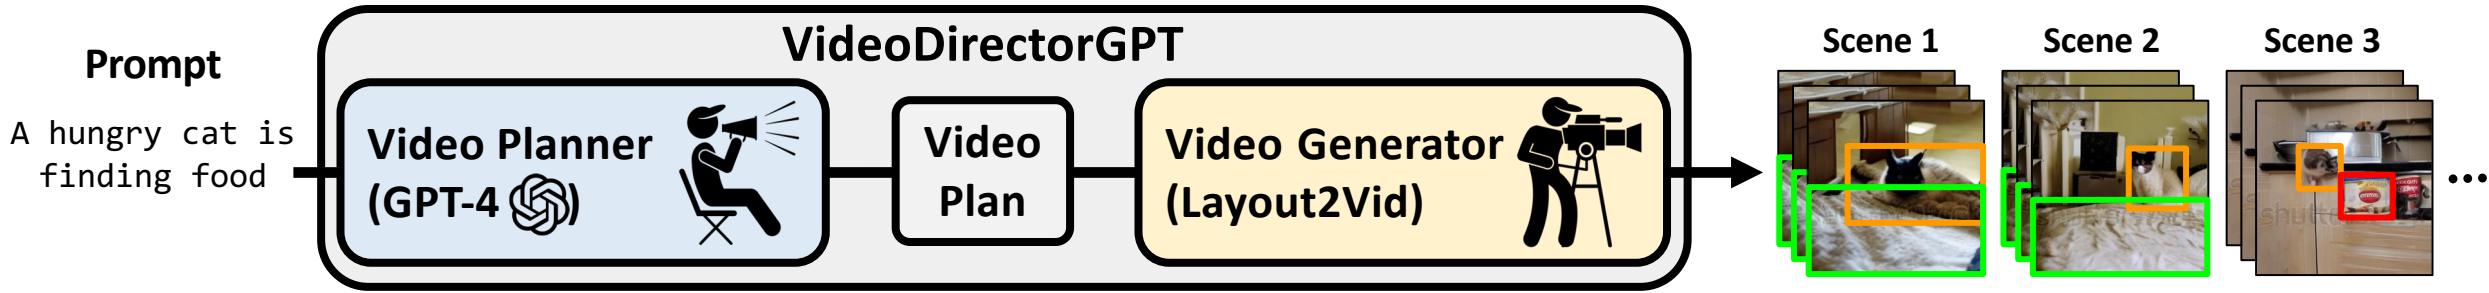 VideoDirectorGPT
Prompt
A hungry cat is
finding food
Video Planner
(GPT-4 )
Video
Plan
Video Generator
(Layout2Vid)
Scene 1
Scene 2
Scene 3
...